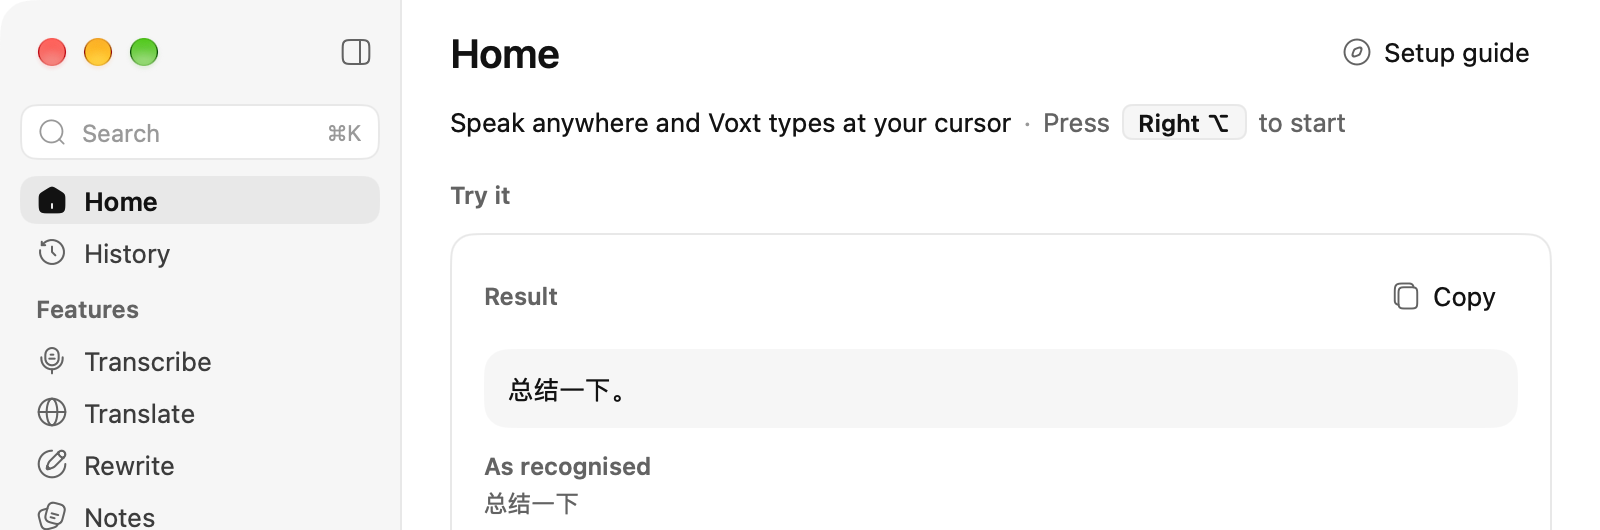 Search ⌘K
Home
History
Features
Transcribe
Translate
Rewrite
Notes
Home
Setup guide
Speak anywhere and Voxt types at your cursor · Press Right ⌥ to start
Try it
Result
Copy
总结一下。
As recognised
总结一下